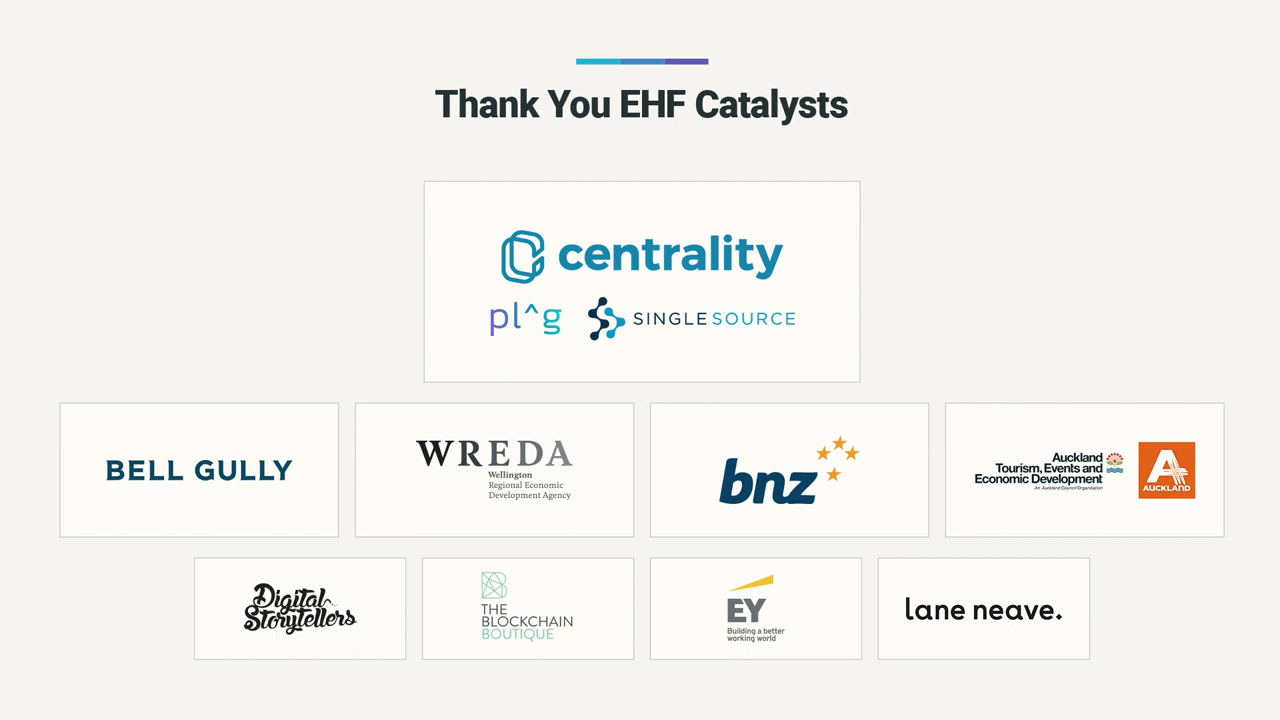 Thank You EHF Catalysts
centrality
pl^g
SINGLESOURCE
BELL GULLY
WREDA
Wellington
Regional Economic
Development Agency
bnz
Auckland
Tourism, Events and
Economic Development
An Auckland Council Organisation
AUCKLAND
Digital
Storytellers
THE
BLOCKCHAIN
BOUTIQUE
EY
Building a better
working world
lane neave.